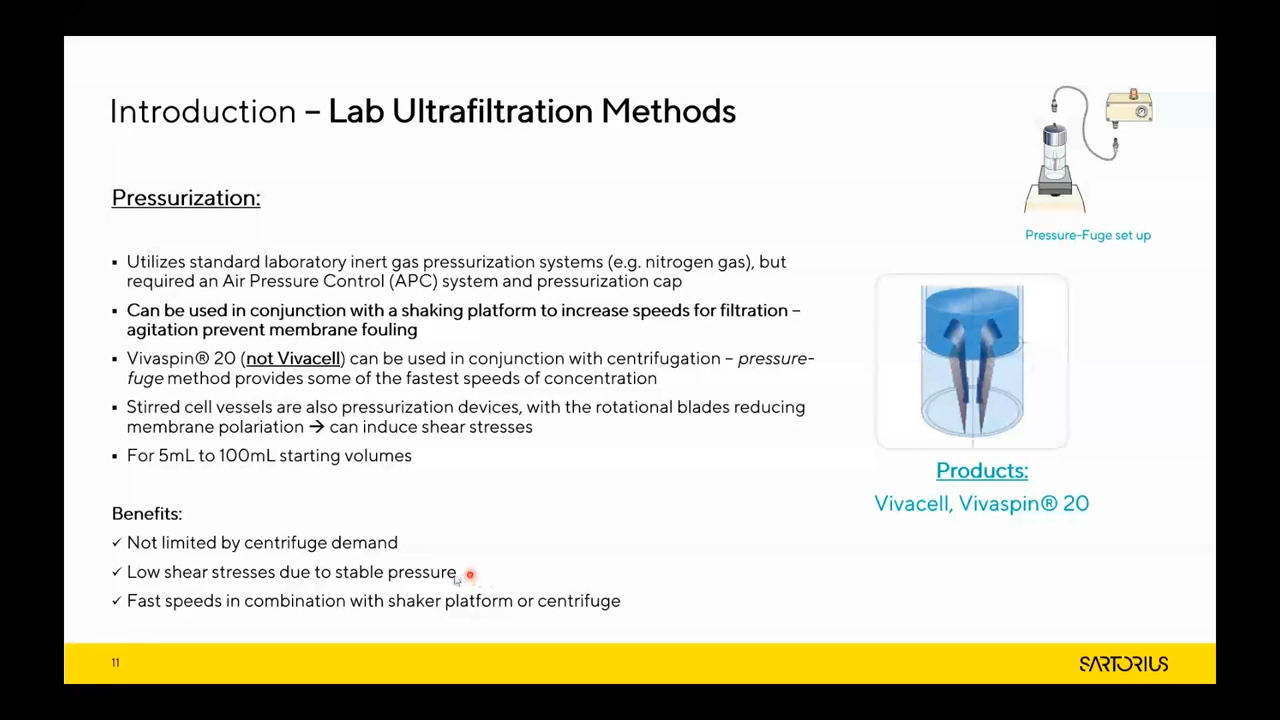 Introduction – Lab Ultrafiltration Methods
Pressurization:
▪ Utilizes standard laboratory inert gas pressurization systems (e.g. nitrogen gas), but
required an Air Pressure Control (APC) system and pressurization cap
▪ Can be used in conjunction with a shaking platform to increase speeds for filtration –
agitation prevent membrane fouling
▪ Vivaspin® 20 (not Vivacell) can be used in conjunction with centrifugation – pressure-
fuge method provides some of the fastest speeds of concentration
▪ Stirred cell vessels are also pressurization devices, with the rotational blades reducing
membrane polariation → can induce shear stresses
▪ For 5mL to 100mL starting volumes
Benefits:
✓ Not limited by centrifuge demand
✓ Low shear stresses due to stable pressure
✓ Fast speeds in combination with shaker platform or centrifuge
Pressure-Fuge set up
Products:
Vivacell, Vivaspin® 20
11
SARTORIUS